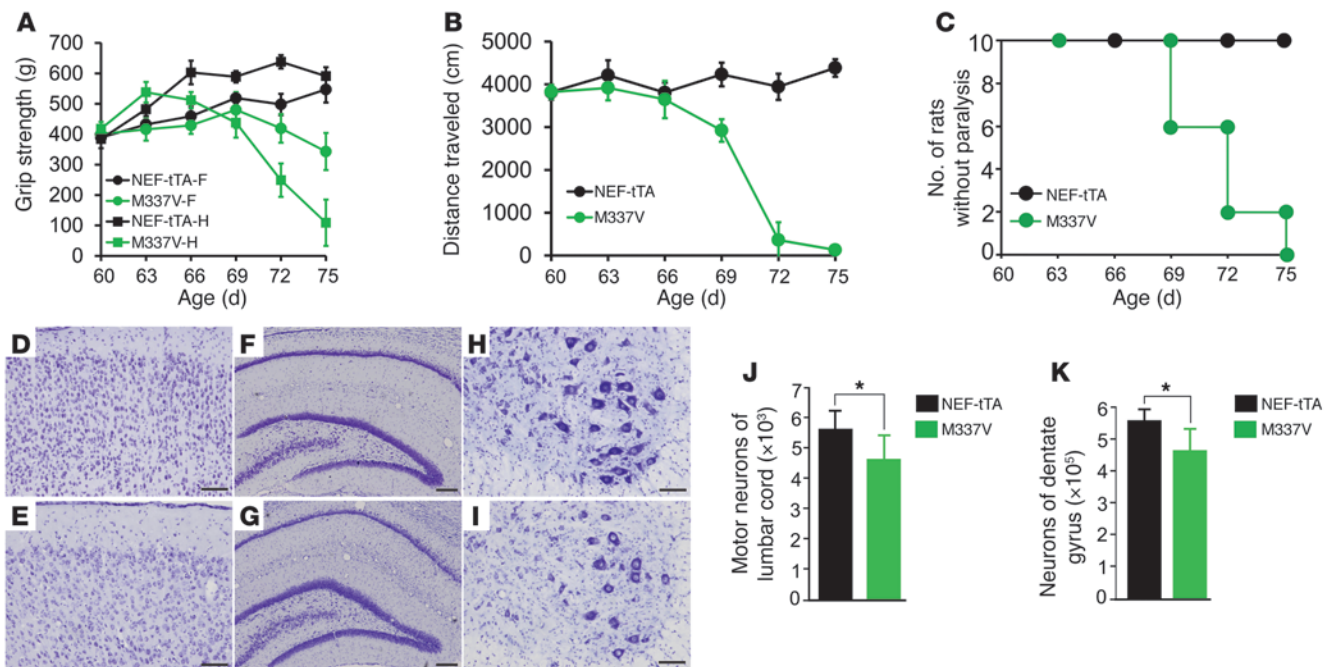 A
Grip strength (g)
700
600
500
400
300
200
100
0
NEF-tTA-F
M337V-F
NEF-tTA-H
M337V-H
60 63 66 69 72 75
Age (d)
B
Distance traveled (cm)
5000
4000
3000
2000
1000
0
NEF-tTA
M337V
60 63 66 69 72 75
Age (d)
C
No. of rats
without paralysis
10
8
6
4
2
0
NEF-tTA
M337V
60 63 66 69 72 75
Age (d)
D
F
H
E
G
I
J
Motor neurons of
lumbar cord (×10³)
7
6
5
4
3
2
1
0
*
NEF-tTA
M337V
K
Neurons of dentate
gyrus (×10⁵)
6
5
4
3
2
1
0
*
NEF-tTA
M337V